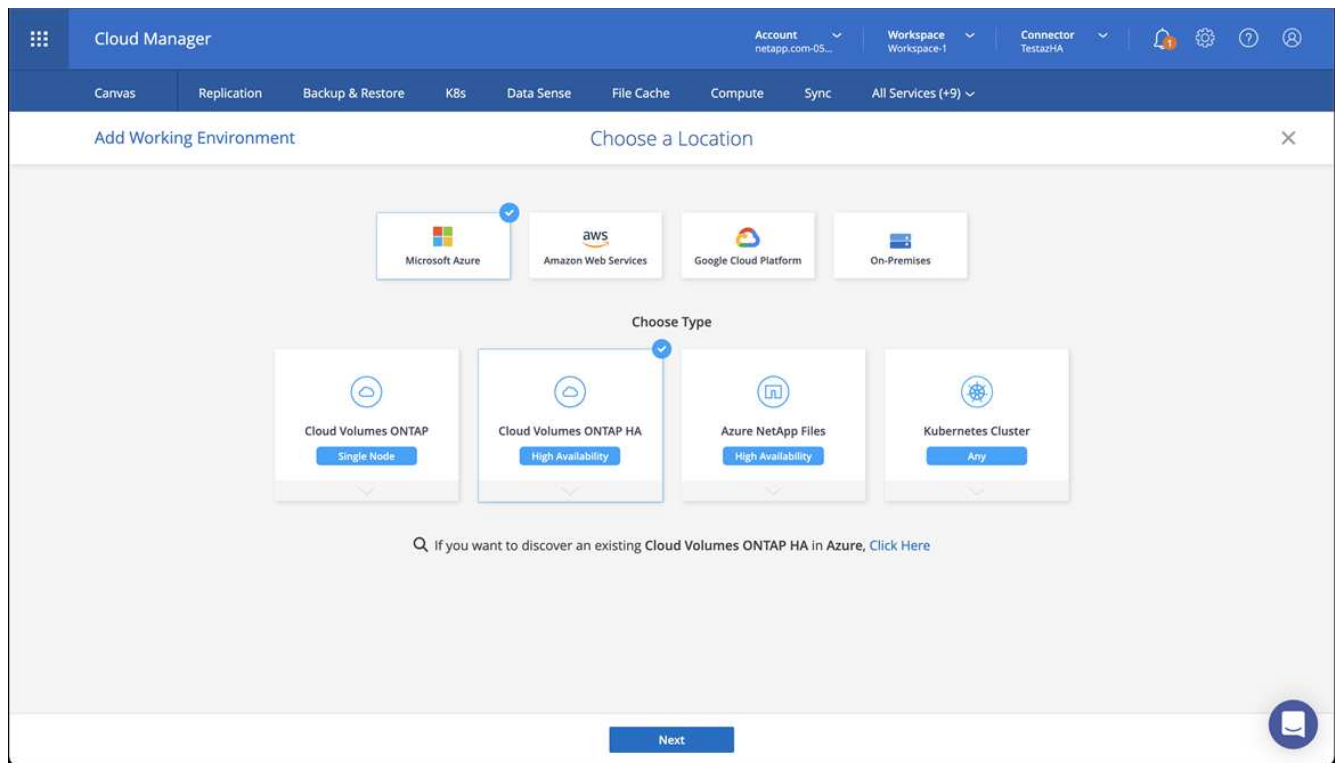 Cloud Manager
Account
netapp.com-05...
Workspace
Workspace-1
Connector
TestazHA
1
Canvas Replication Backup & Restore K8s Data Sense File Cache Compute Sync All Services (+9)
Add Working Environment
Choose a Location
Microsoft Azure
aws
Amazon Web Services
Google Cloud Platform
On-Premises
Choose Type
Cloud Volumes ONTAP
Single Node
Cloud Volumes ONTAP HA
High Availability
Azure NetApp Files
High Availability
Kubernetes Cluster
Any
If you want to discover an existing Cloud Volumes ONTAP HA in Azure, Click Here
Next